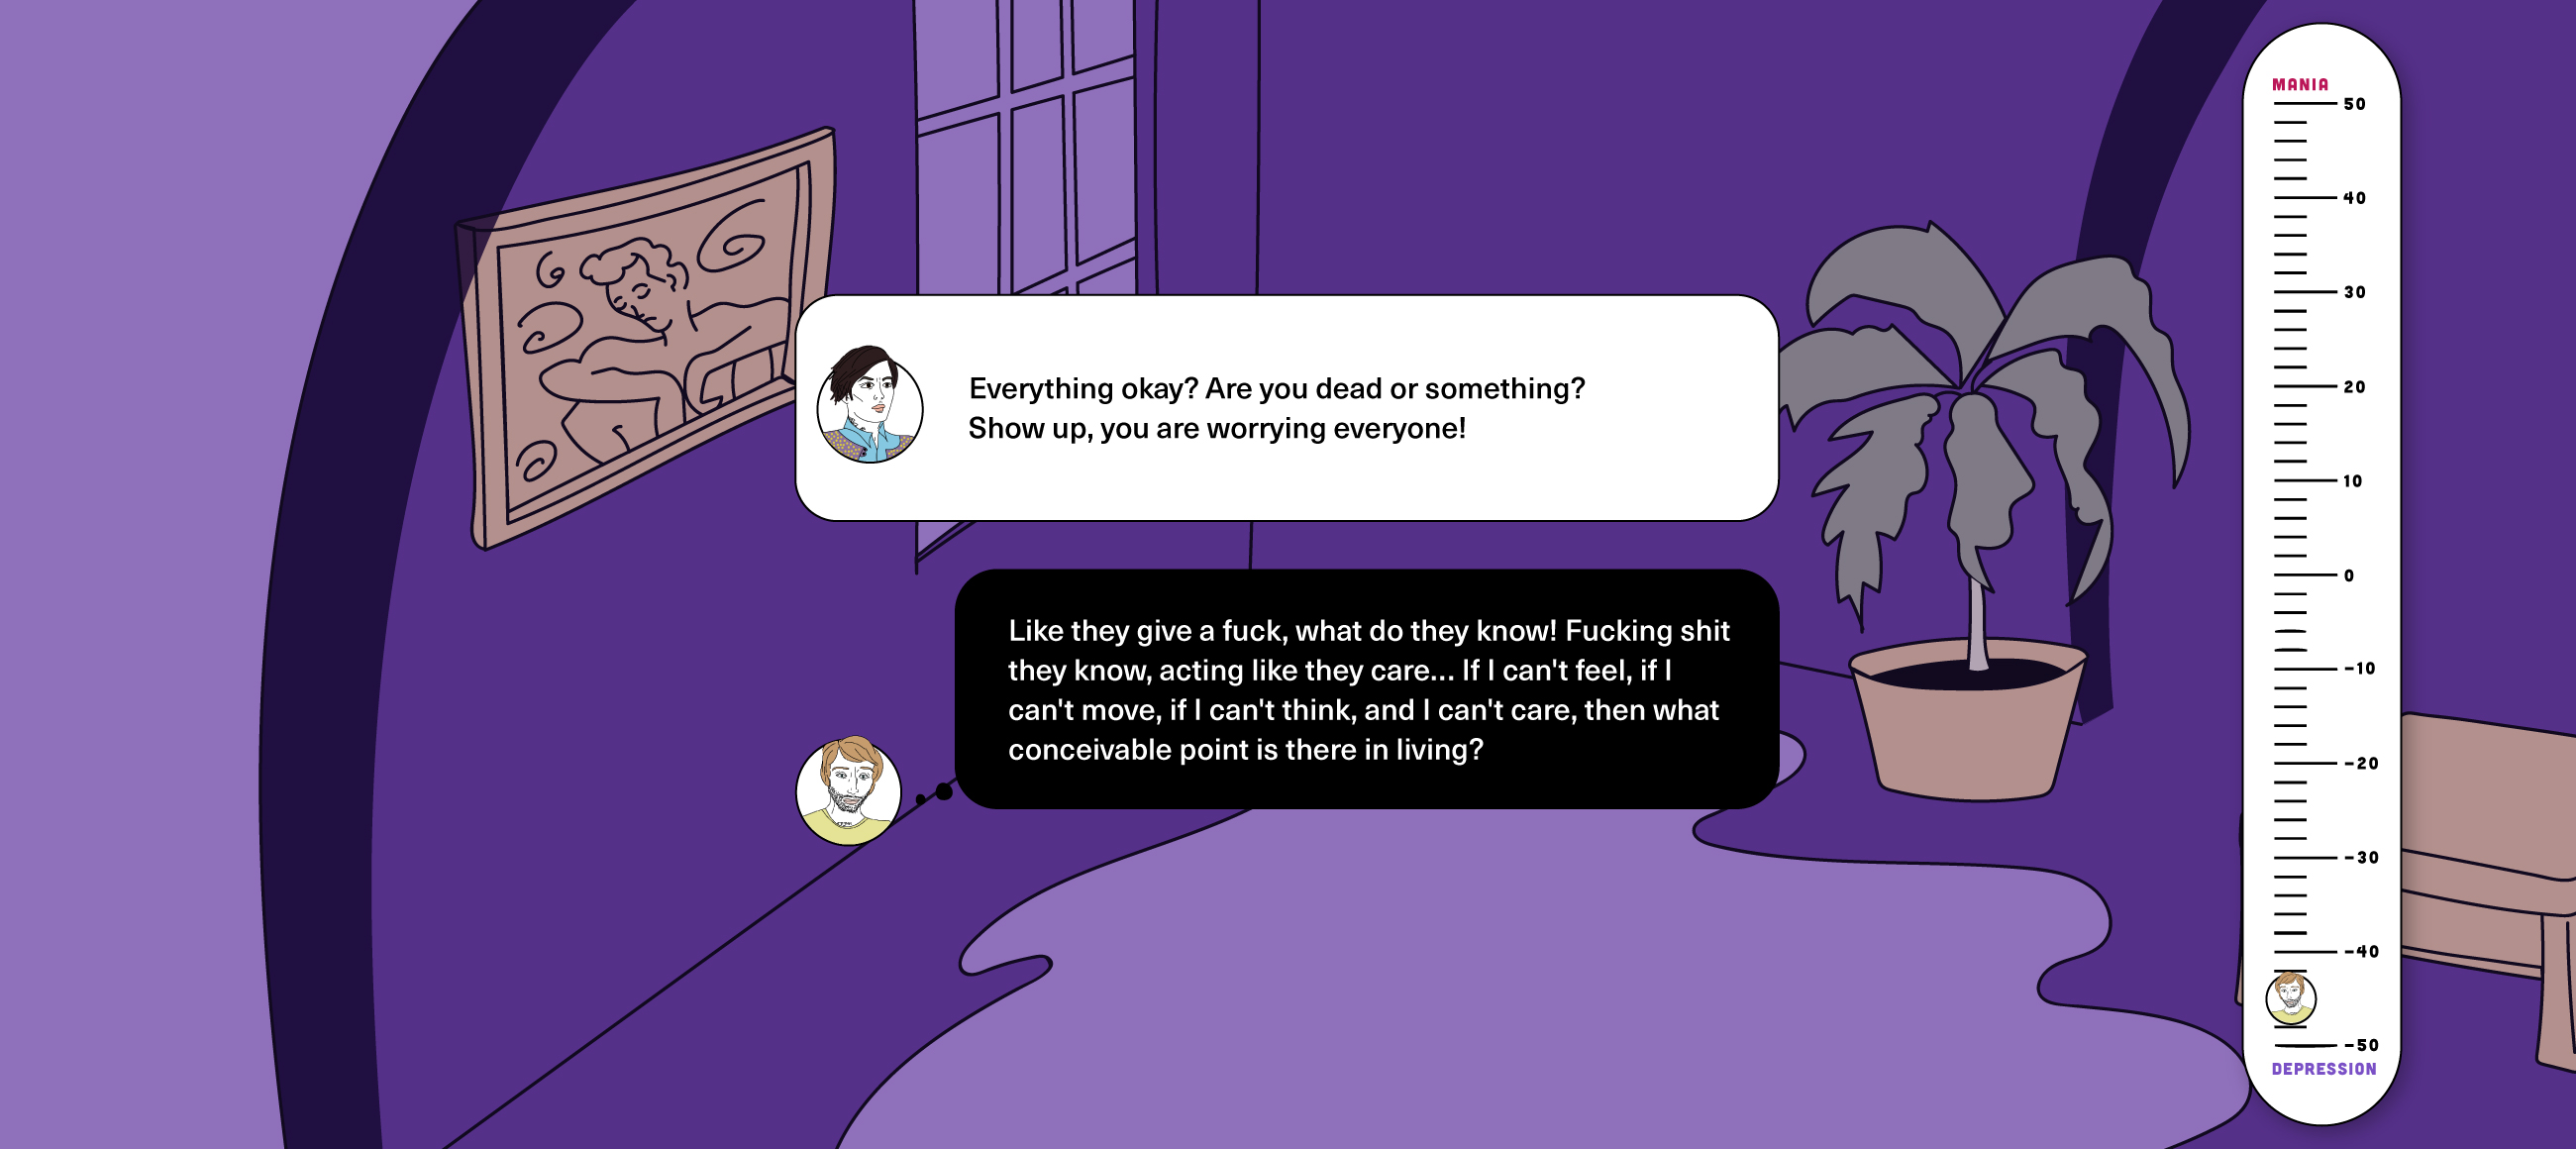 Everything okay? Are you dead or something?
Show up, you are worrying everyone!
Like they give a fuck, what do they know! Fucking shit
they know, acting like they care... If I can't feel, if I
can't move, if I can't think, and I can't care, then what
conceivable point is there in living?
MANIA
50
40
30
20
10
0
-10
-20
-30
-40
-50
DEPRESSION